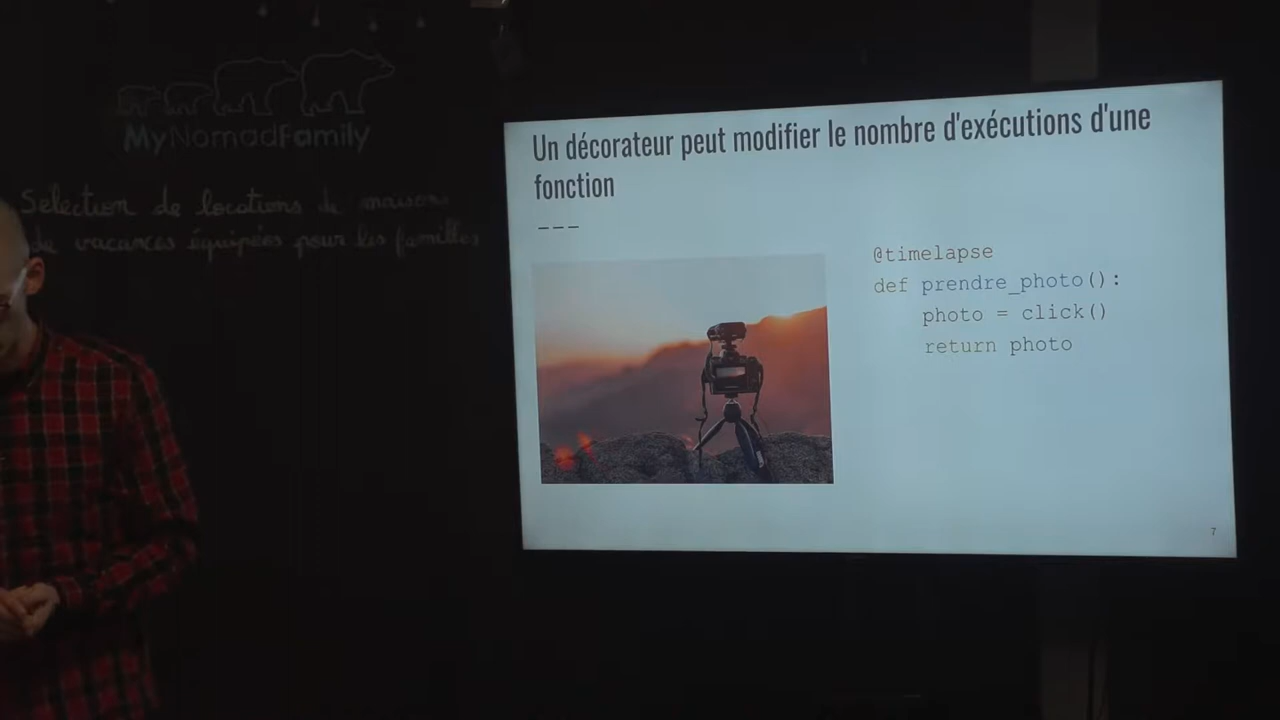 MyNomadFamily
Selection de locations de maisons
de vacances équipées pour les familles
Un décorateur peut modifier le nombre d'exécutions d'une
fonction
---
@timelapse
def prendre_photo():
photo = click()
return photo
7